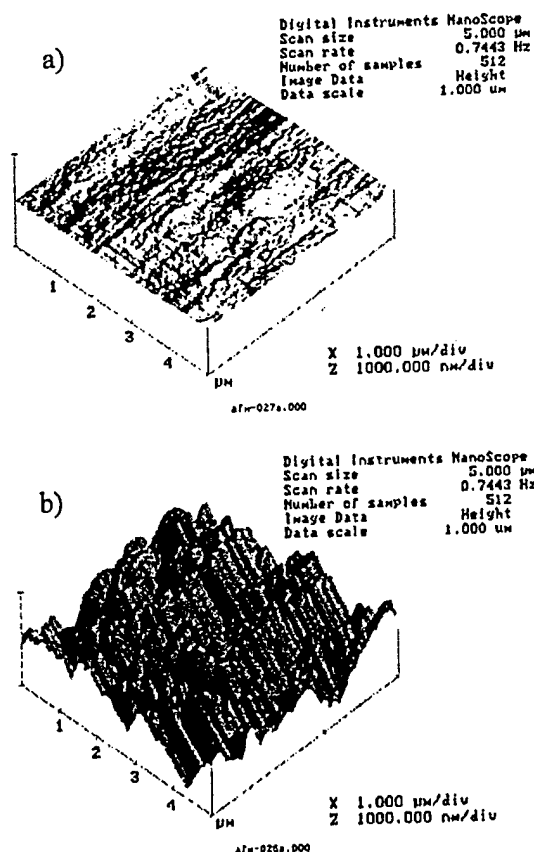 a)
Digital Instruments NanoScope
Scan size 5.000 µm
Scan rate 0.7443 Hz
Number of samples 512
Image Data Height
Data scale 1.000 um
1
2
3
4
µm
X 1.000 µm/div
Z 1000.000 nm/div
afm-027a.000
b)
Digital Instruments NanoScope
Scan size 5.000 µm
Scan rate 0.7443 Hz
Number of samples 512
Image Data Height
Data scale 1.000 um
1
2
3
4
µm
X 1.000 µm/div
Z 1000.000 nm/div